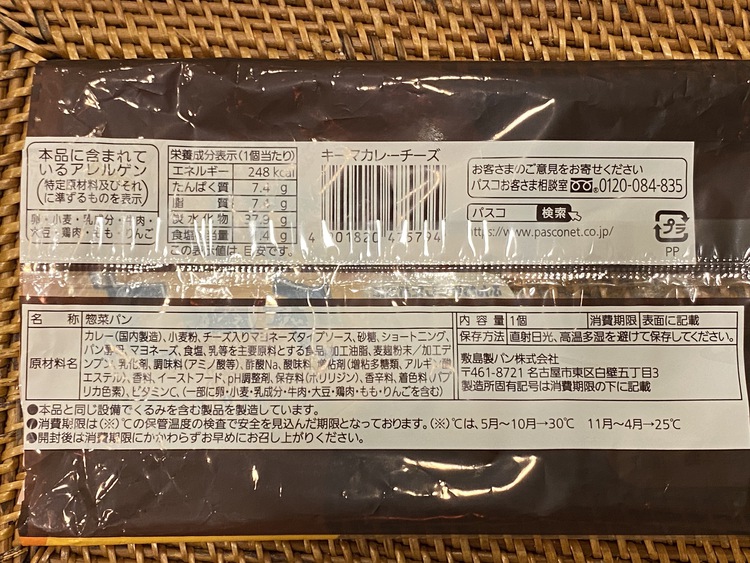 本品に含まれて
いるアレルゲン
(特定原材料及びそれ
に準ずるものを表示)
卵・小麦・乳成分・牛肉・
大豆・鶏肉・もも・りんご
栄養成分表示(1個当たり)
エネルギー 248 kcal
たんぱく質 7.4 g
脂質 g
炭水化物 37.9 g
食塩相当量 g
この表示値は、目安です。
キーマカレーチーズ
4 901820 475794
お客さまのご意見をお寄せください
パスコお客さま相談室 0120-084-835
パスコ 検索
https://www.pasconet.co.jp/
プラ
PP
名称 惣菜パン
原材料名
カレー(国内製造)、小麦粉、チーズ入りマヨネーズタイプソース、砂糖、ショートニング、
パン酵母、マヨネーズ、食塩、乳等を主要原料とする食品、加工油脂、麦麹粉末/加工デ
ンプン、乳化剤、調味料(アミノ酸等)、酢酸Na、酸味料、増粘剤(増粘多糖類、アルギン酸
エステル)、香料、イーストフード、pH調整剤、保存料(ポリリジン)、香辛料、着色料(パプ
リカ色素)、ビタミンC、(一部に卵・小麦・乳成分・牛肉・大豆・鶏肉・もも・りんごを含む)
内容量 1個 消費期限 表面に記載
保存方法 直射日光、高温多湿を避けて保存してください。
敷島製パン株式会社
〒461-8721 名古屋市東区白壁五丁目3
製造所固有記号は消費期限の下に記載
●本品と同じ設備でくるみを含む製品を製造しています。
●消費期限は(※)℃での保管温度の検査で安全を見込んだ期限となっております。(※)℃は、5月~10月→30℃ 11月~4月→25℃
●開封後は消費期限にかかわらずお早めにお召し上がりください。